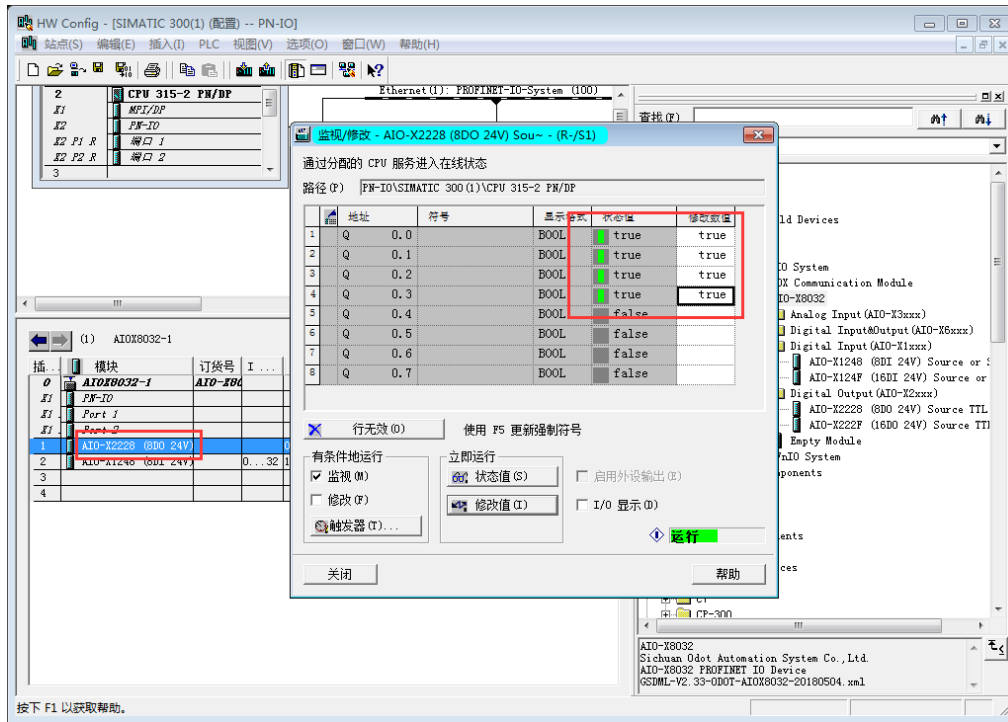 HW Config - [SIMATIC 300(1) (配置) -- PN-IO]
站点(S) 编辑(E) 插入(I) PLC 视图(V) 选项(O) 窗口(W) 帮助(H)
2 CPU 315-2 PN/DP
X1 MPI/DP
X2 PN-IO
X2 P1 R 端口 1
X2 P2 R 端口 2
3
Ethernet(1): PROFINET-IO-System (100)
查找(F)
监视/修改 - AIO-X2228 (8DO 24V) Sou~ - (R-/S1)
通过分配的 CPU 服务进入在线状态
路径(P) PN-IO\SIMATIC 300(1)\CPU 315-2 PN/DP
地址 符号 显示格式 状态值 修改数值
1 Q 0.0 BOOL true true
2 Q 0.1 BOOL true true
3 Q 0.2 BOOL true true
4 Q 0.3 BOOL true true
5 Q 0.4 BOOL false
6 Q 0.5 BOOL false
7 Q 0.6 BOOL false
8 Q 0.7 BOOL false
行无效(O) 使用 F5 更新强制符号
有条件地运行 立即运行
监视(M) 状态值(S) 启用外设输出(E)
修改(F) 修改值(I) I/O 显示(D)
触发器(T)...
运行
关闭 帮助
(1) AIOX8032-1
插... 模块 订货号 I ...
0 AIOX8032-1 AIO-X80
X1 PN-IO
X1 Port 1
X1 Port 2
1 AIO-X2228 (8DO 24V)
2 AIO-X1248 (8DI 24V) 0...32
3
4
ld Devices
IO System
Communication Module
IO-X8032
Analog Input(AIO-X3xxx)
Digital Input&Output(AIO-X6xxx)
Digital Input(AIO-X1xxx)
AIO-X1248 (8DI 24V) Source or
AIO-X124F (16DI 24V) Source or
Digital Output(AIO-X2xxx)
AIO-X2228 (8DO 24V) Source TTL
AIO-X222F (16DO 24V) Source TTL
Empty Module
nIO System
ponents
ents
ces
CP-300
AIO-X8032
Sichuan Odot Automation System Co., Ltd.
AIO-X8032 PROFINET IO Device
GSDML-V2.33-ODOT-AIOX8032-20180504.xml
按下 F1 以获取帮助。